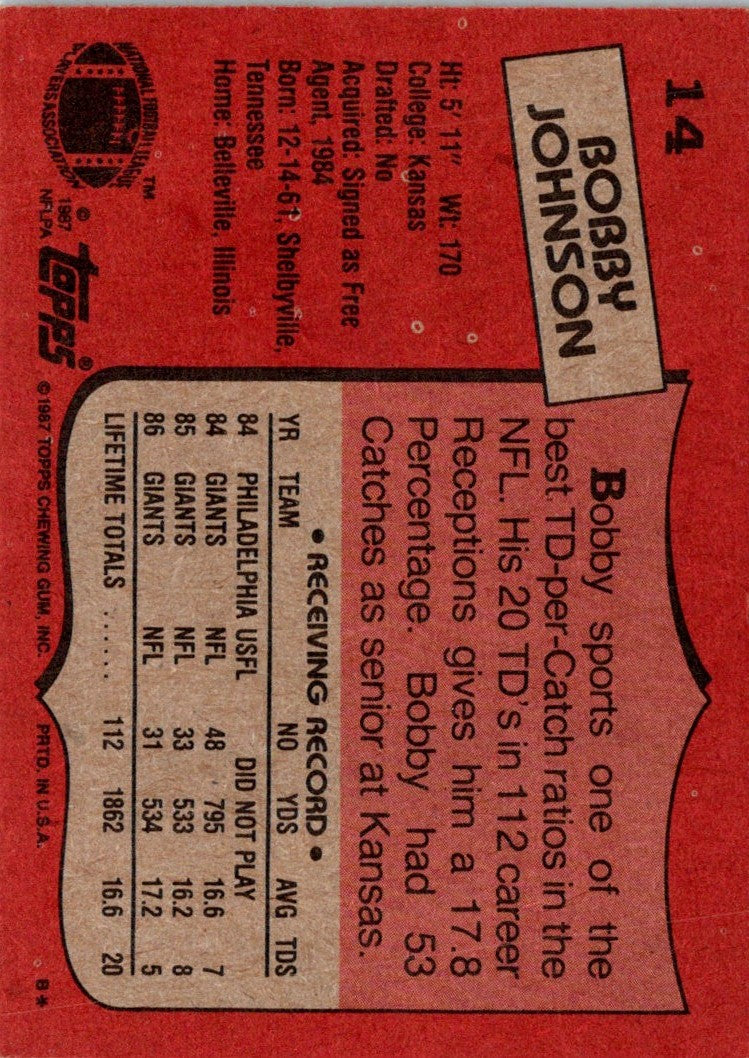 14
BOBBY
JOHNSON
Ht: 5' 11" Wt: 170
College: Kansas
Drafted: No
Acquired: Signed as Free
Agent, 1984
Born: 12-14-61, Shelbyville,
Tennessee
Home: Belleville, Illinois
NATIONAL FOOTBALL LEAGUE
PLAYERS ASSOCIATION
TM
© 1987
NFLPA
topps®
Bobby sports one of the
best TD-per-Catch ratios in the
NFL. His 20 TD's in 112 career
Receptions gives him a 17.8
Percentage. Bobby had 53
Catches as senior at Kansas.
• RECEIVING RECORD •
YR TEAM NO YDS AVG TDS
84 PHILADELPHIA USFL DID NOT PLAY
84 GIANTS NFL 48 795 16.6 7
85 GIANTS NFL 33 533 16.2 8
86 GIANTS NFL 31 534 17.2 5
LIFETIME TOTALS ...... 112 1862 16.6 20
© 1987 TOPPS CHEWING GUM, INC. PRTD. IN U.S.A. B*